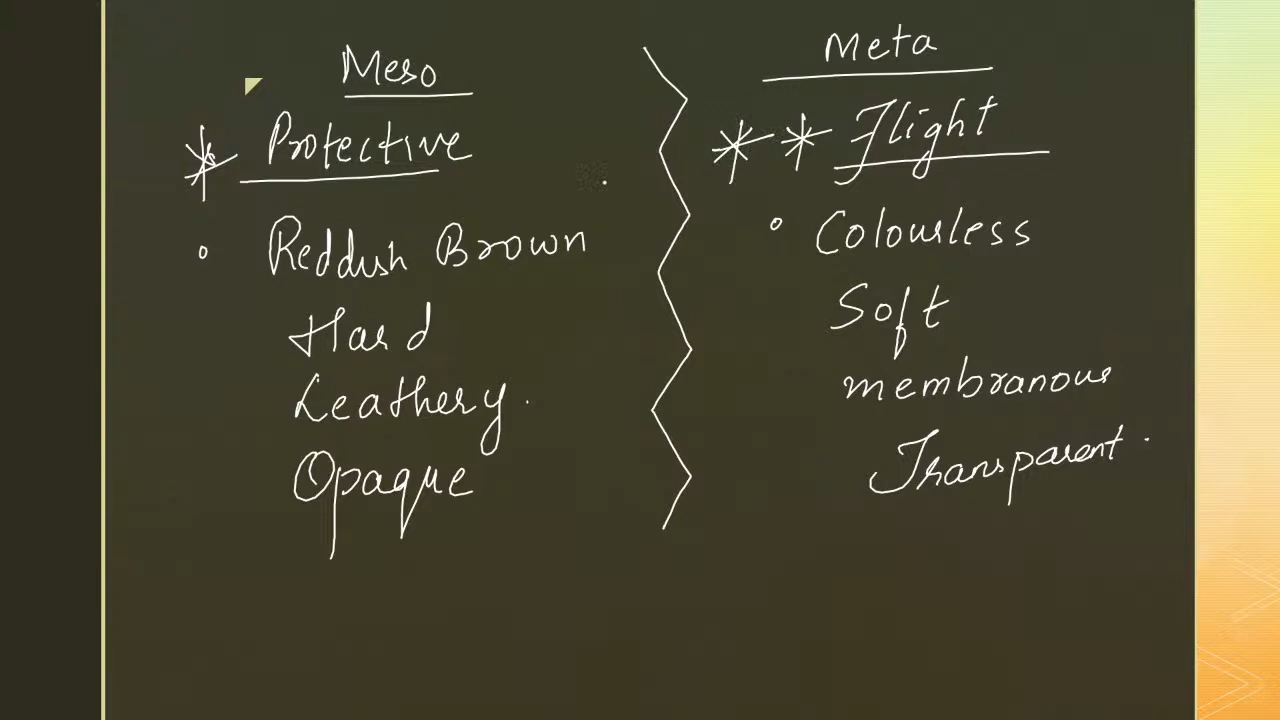 Meso
Protective
Reddish Brown
Hard
Leathery.
Opaque
Meta
Flight
Colourless
Soft
membranous
Transparent.